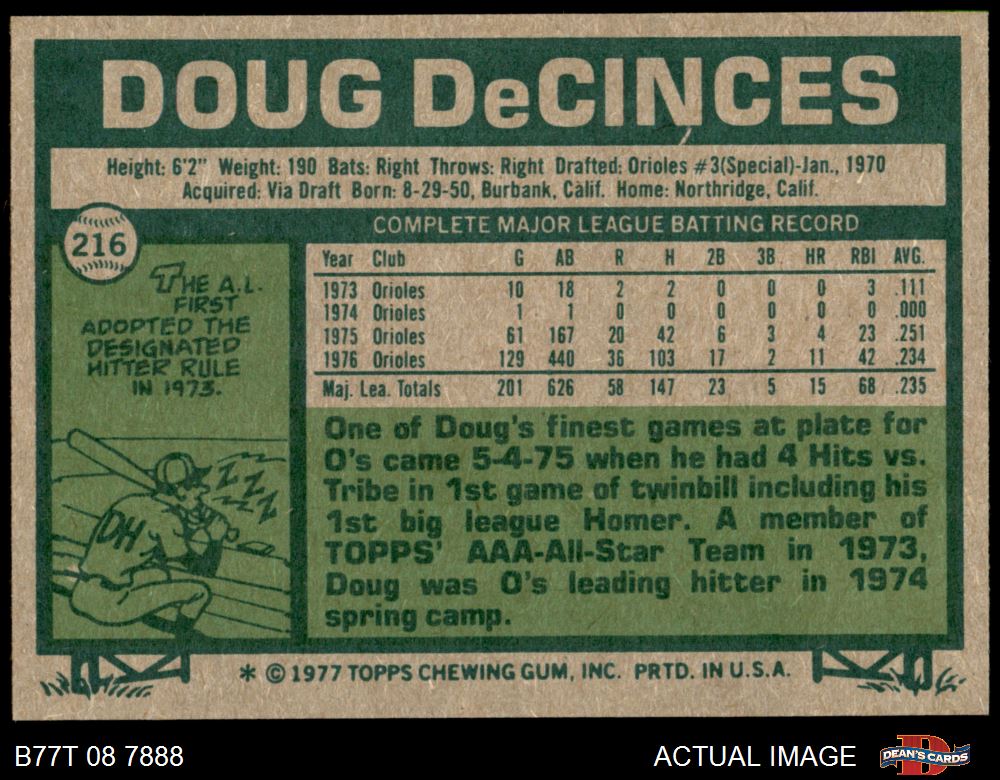 DOUG DeCINCES
Height: 6'2" Weight: 190 Bats: Right Throws: Right Drafted: Orioles #3(Special)-Jan., 1970
Acquired: Via Draft Born: 8-29-50, Burbank, Calif. Home: Northridge, Calif.
216
THE A.L.
FIRST
ADOPTED THE
DESIGNATED
HITTER RULE
IN 1973.
ZZZ
ZZZZ
DH
COMPLETE MAJOR LEAGUE BATTING RECORD
Year Club G AB R H 2B 3B HR RBI AVG.
1973 Orioles 10 18 2 2 0 0 0 3 .111
1974 Orioles 1 1 0 0 0 0 0 0 .000
1975 Orioles 61 167 20 42 6 3 4 23 .251
1976 Orioles 129 440 36 103 17 2 11 42 .234
Maj. Lea. Totals 201 626 58 147 23 5 15 68 .235
One of Doug's finest games at plate for
O's came 5-4-75 when he had 4 Hits vs.
Tribe in 1st game of twinbill including his
1st big league Homer. A member of
TOPPS' AAA-All-Star Team in 1973,
Doug was O's leading hitter in 1974
spring camp.
* © 1977 TOPPS CHEWING GUM, INC. PRTD. IN U.S.A.
B77T 08 7888
ACTUAL IMAGE
DEAN'S CARDS